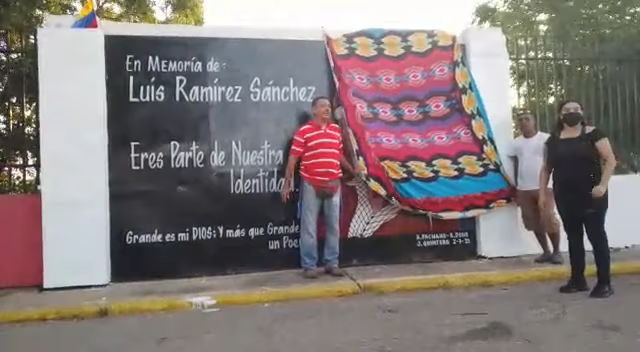 En MEMORIA de:
LUIS RAMÍREZ SÁNCHEZ
ERES PARTE DE NUESTRA
IDENTIDAD
GRANDE ES MI DIOS; Y MAS QUE GRANDE
UN POE